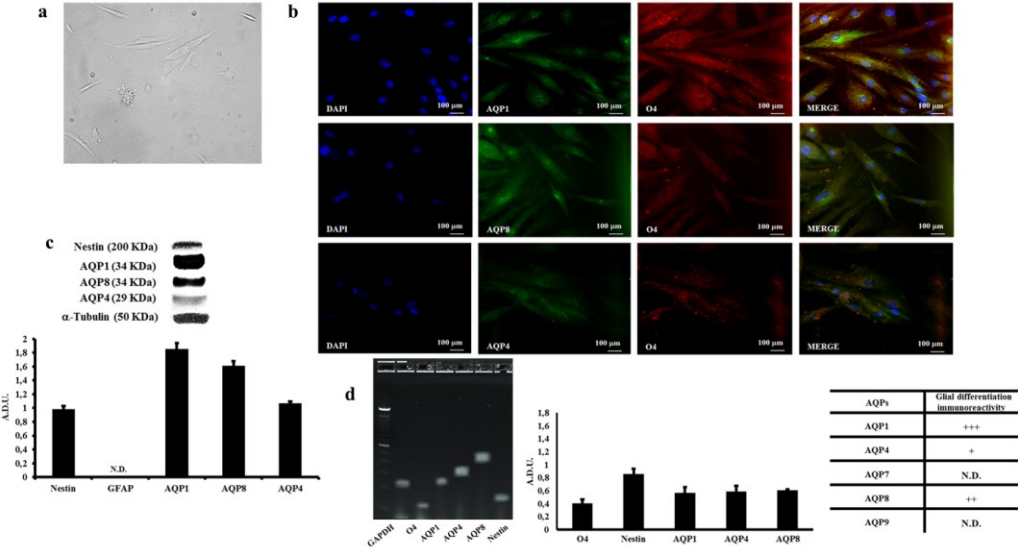 a
b
DAPI
100 μm
AQP1
100 μm
O4
100 μm
MERGE
100 μm
DAPI
100 μm
AQP8
100 μm
O4
100 μm
MERGE
100 μm
DAPI
100 μm
AQP4
100 μm
O4
100 μm
MERGE
100 μm
c
Nestin (200 KDa)
AQP1 (34 KDa)
AQP8 (34 KDa)
AQP4 (29 KDa)
α-Tubulin (50 KDa)
2
1,8
1,6
1,4
1,2
1
0,8
0,6
0,4
0,2
0
A.D.U.
N.D.
Nestin GFAP AQP1 AQP8 AQP4
d
GAPDH O4 AQP1 AQP4 AQP8 Nestin
1,8
1,6
1,4
1,2
1
0,8
0,6
0,4
0,2
0
A.D.U.
O4 Nestin AQP1 AQP4 AQP8
AQPs Glial differentiation
immunoreactivity
AQP1 +++
AQP4 +
AQP7 N.D.
AQP8 ++
AQP9 N.D.